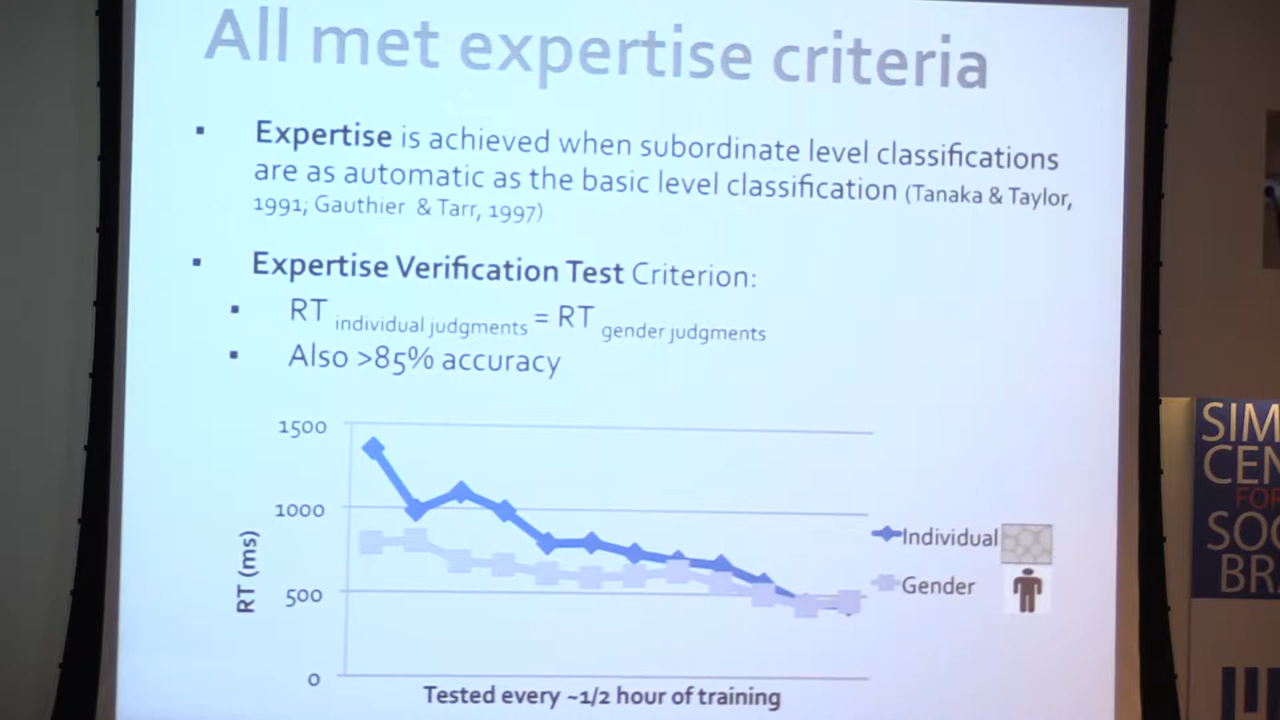 All met expertise criteria
Expertise is achieved when subordinate level classifications
are as automatic as the basic level classification (Tanaka & Taylor,
1991; Gauthier & Tarr, 1997)
Expertise Verification Test Criterion:
RT individual judgments = RT gender judgments
Also >85% accuracy
1500
1000
500
0
RT (ms)
Individual
Gender
Tested every ~1/2 hour of training
SIM
CEN
FOR
SOC
BR